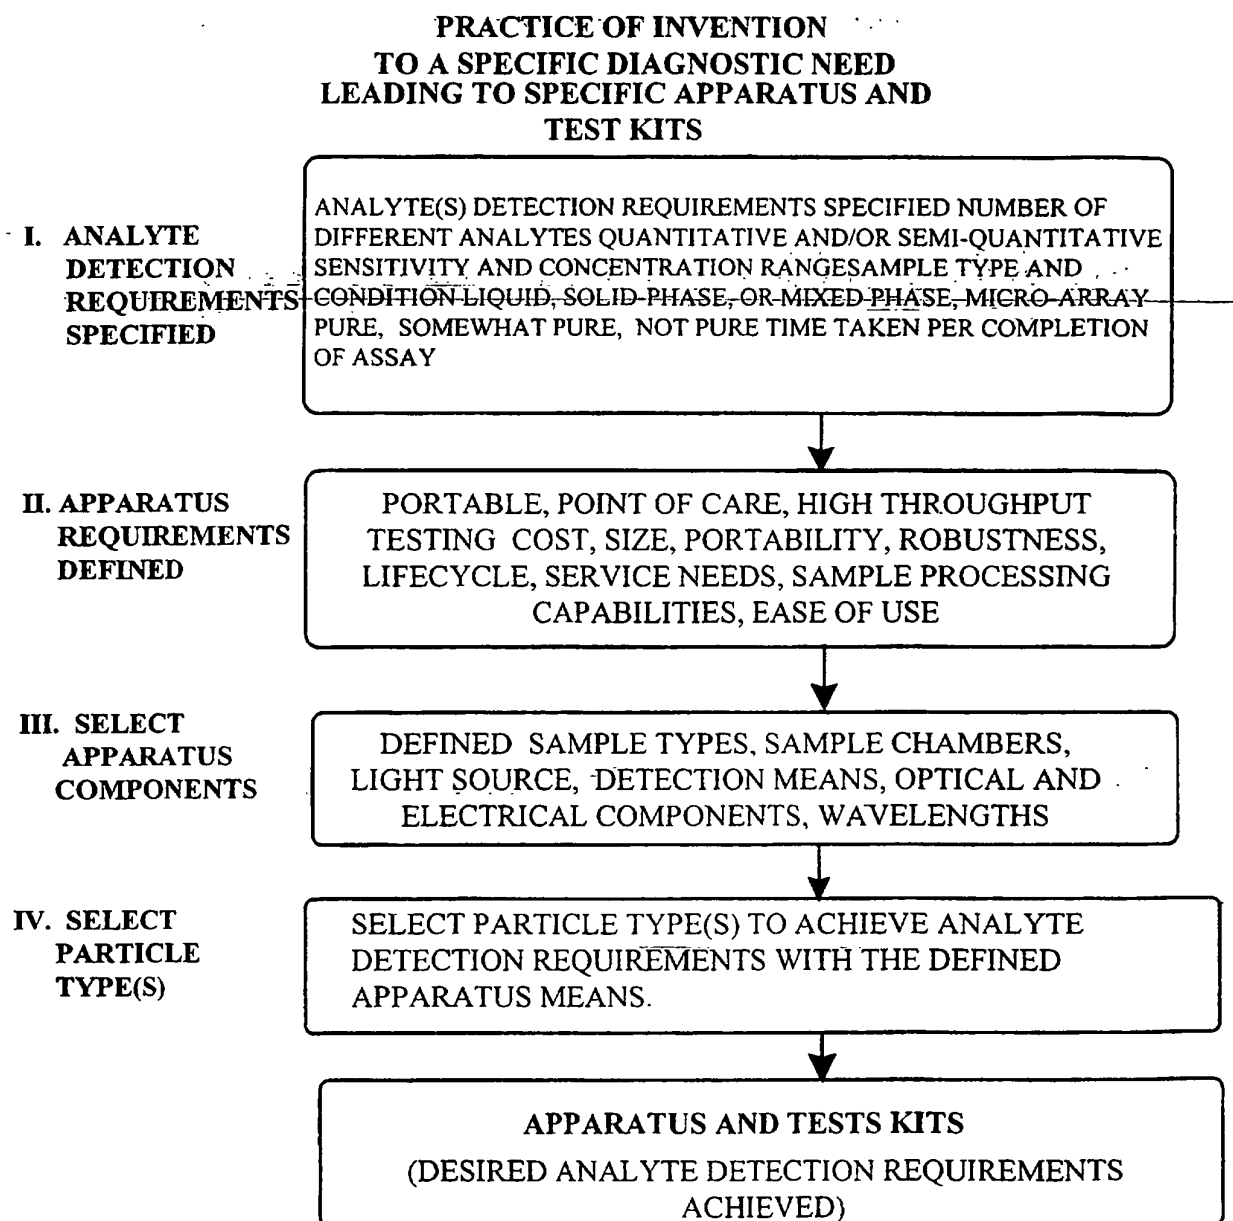 PRACTICE OF INVENTION
TO A SPECIFIC DIAGNOSTIC NEED
LEADING TO SPECIFIC APPARATUS AND
TEST KITS
I. ANALYTE
DETECTION
REQUIREMENTS
SPECIFIED
ANALYTE(S) DETECTION REQUIREMENTS SPECIFIED NUMBER OF
DIFFERENT ANALYTES QUANTITATIVE AND/OR SEMI-QUANTITATIVE
SENSITIVITY AND CONCENTRATION RANGESAMPLE TYPE AND
CONDITION LIQUID, SOLID-PHASE, OR MIXED PHASE, MICRO-ARRAY
PURE, SOMEWHAT PURE, NOT PURE TIME TAKEN PER COMPLETION
OF ASSAY
II. APPARATUS
REQUIREMENTS
DEFINED
PORTABLE, POINT OF CARE, HIGH THROUGHPUT
TESTING COST, SIZE, PORTABILITY, ROBUSTNESS,
LIFECYCLE, SERVICE NEEDS, SAMPLE PROCESSING
CAPABILITIES, EASE OF USE
III. SELECT
APPARATUS
COMPONENTS
DEFINED SAMPLE TYPES, SAMPLE CHAMBERS,
LIGHT SOURCE, DETECTION MEANS, OPTICAL AND
ELECTRICAL COMPONENTS, WAVELENGTHS
IV. SELECT
PARTICLE
TYPE(S)
SELECT PARTICLE TYPE(S) TO ACHIEVE ANALYTE
DETECTION REQUIREMENTS WITH THE DEFINED
APPARATUS MEANS.
APPARATUS AND TESTS KITS
(DESIRED ANALYTE DETECTION REQUIREMENTS
ACHIEVED)